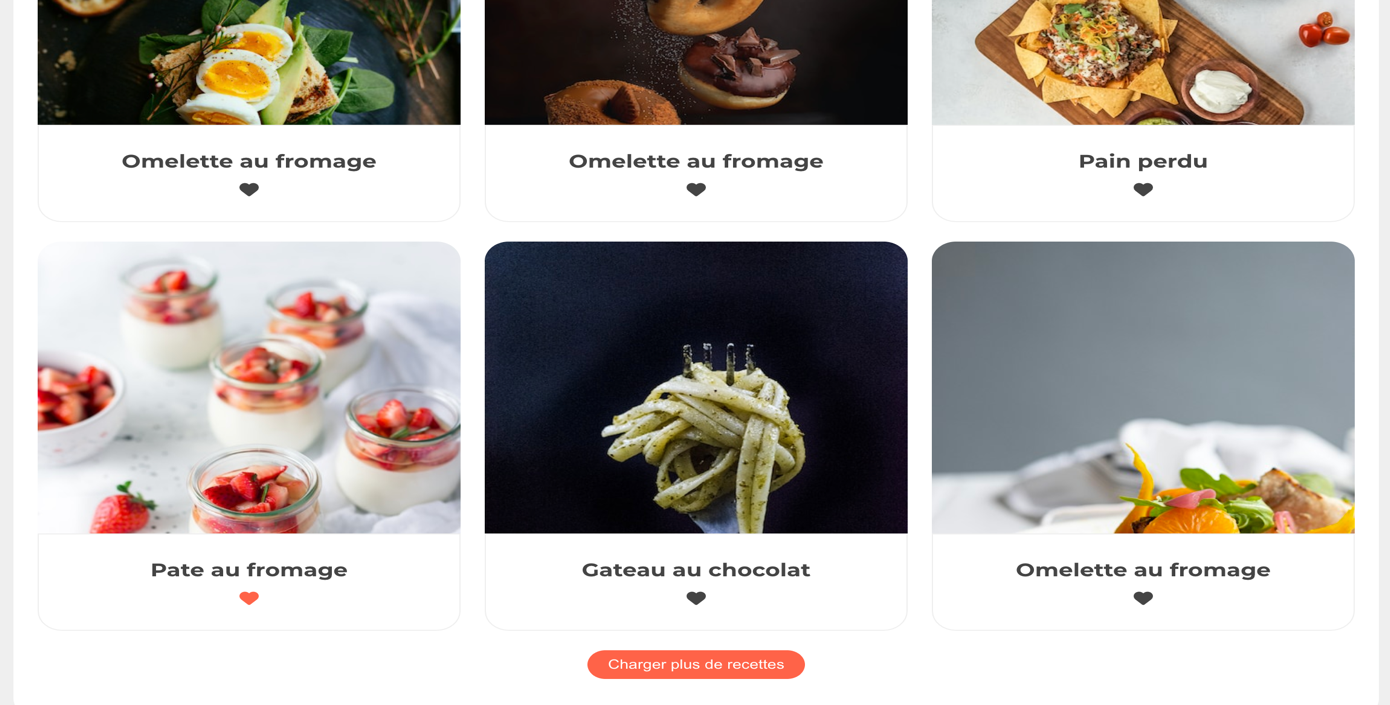 Omelette au fromage
Omelette au fromage
Pain perdu
Pate au fromage
Gateau au chocolat
Omelette au fromage
Charger plus de recettes